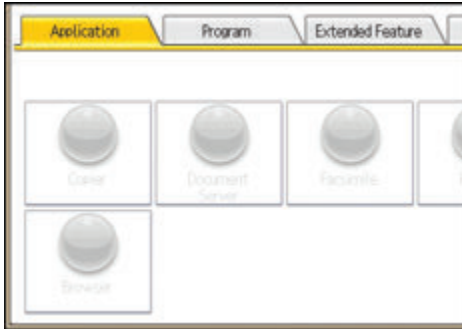 Application
Program
Extended Feature
Copier
Document
Server
Facsimile
Browser